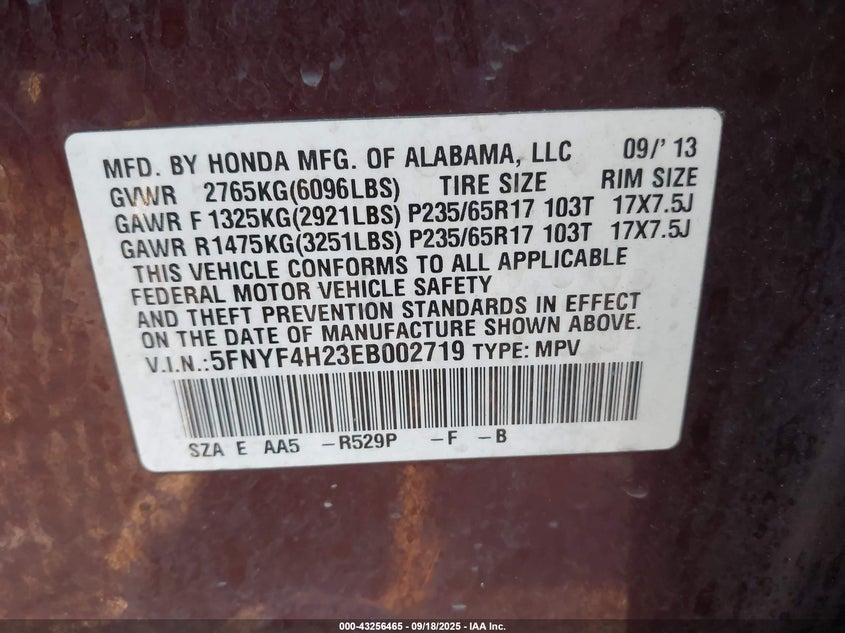 MFD. BY HONDA MFG. OF ALABAMA, LLC 09/' 13
GVWR 2765KG(6096LBS) TIRE SIZE RIM SIZE
GAWR F 1325KG(2921LBS) P235/65R17 103T 17X7.5J
GAWR R1475KG(3251LBS) P235/65R17 103T 17X7.5J
THIS VEHICLE CONFORMS TO ALL APPLICABLE
FEDERAL MOTOR VEHICLE SAFETY
AND THEFT PREVENTION STANDARDS IN EFFECT
ON THE DATE OF MANUFACTURE SHOWN ABOVE.
V.I.N.:5FNYF4H23EB002719 TYPE: MPV
SZA E AA5 -R529P -F -B
000-43256465 - 09/18/2025 - IAA Inc.